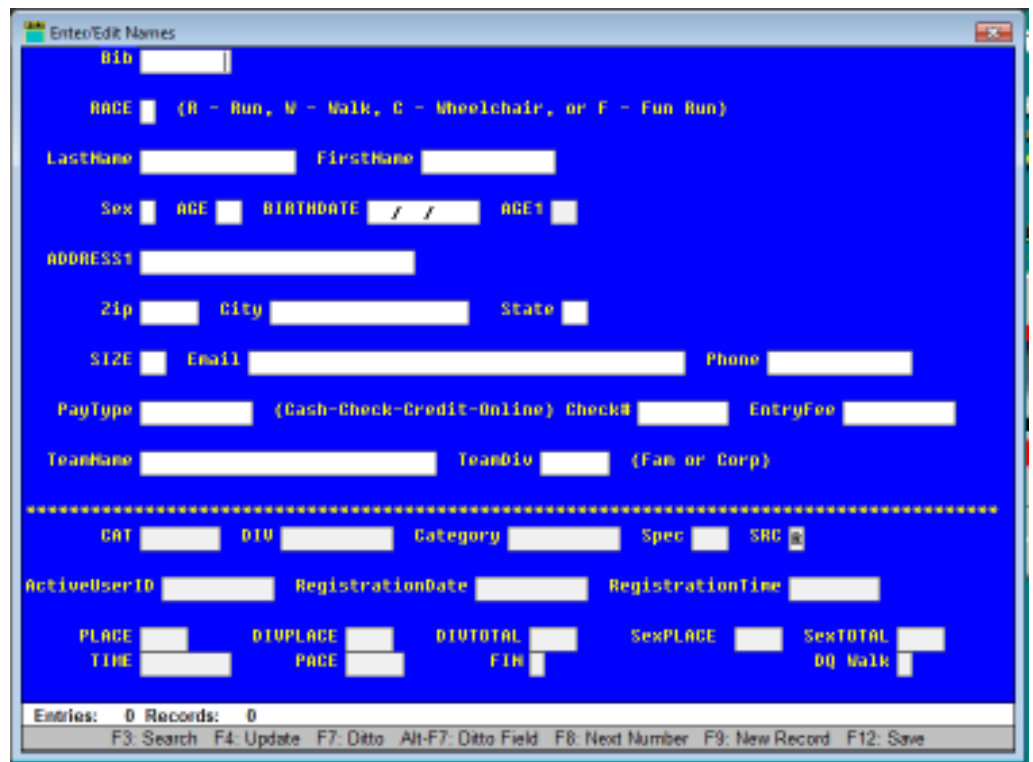 Enter/Edit Names
Bib
RACE (R - Run, W - Walk, C - Wheelchair, or F - Fun Run)
LastName FirstName
Sex AGE BIRTHDATE / / AGE1
ADDRESS1
Zip City State
SIZE Email Phone
PayType (Cash-Check-Credit-Online) Check# EntryFee
TeamName TeamDiv (Fam or Corp)
********************************************************************************************
CAT DIV Category Spec SRC R
ActiveUserID RegistrationDate RegistrationTime
PLACE DIVPLACE DIVTOTAL SexPLACE SexTOTAL
TIME PACE FIN DQ Walk
Entries: 0 Records: 0
F3: Search F4: Update F7: Ditto Alt-F7: Ditto Field F8: Next Number F9: New Record F12: Save